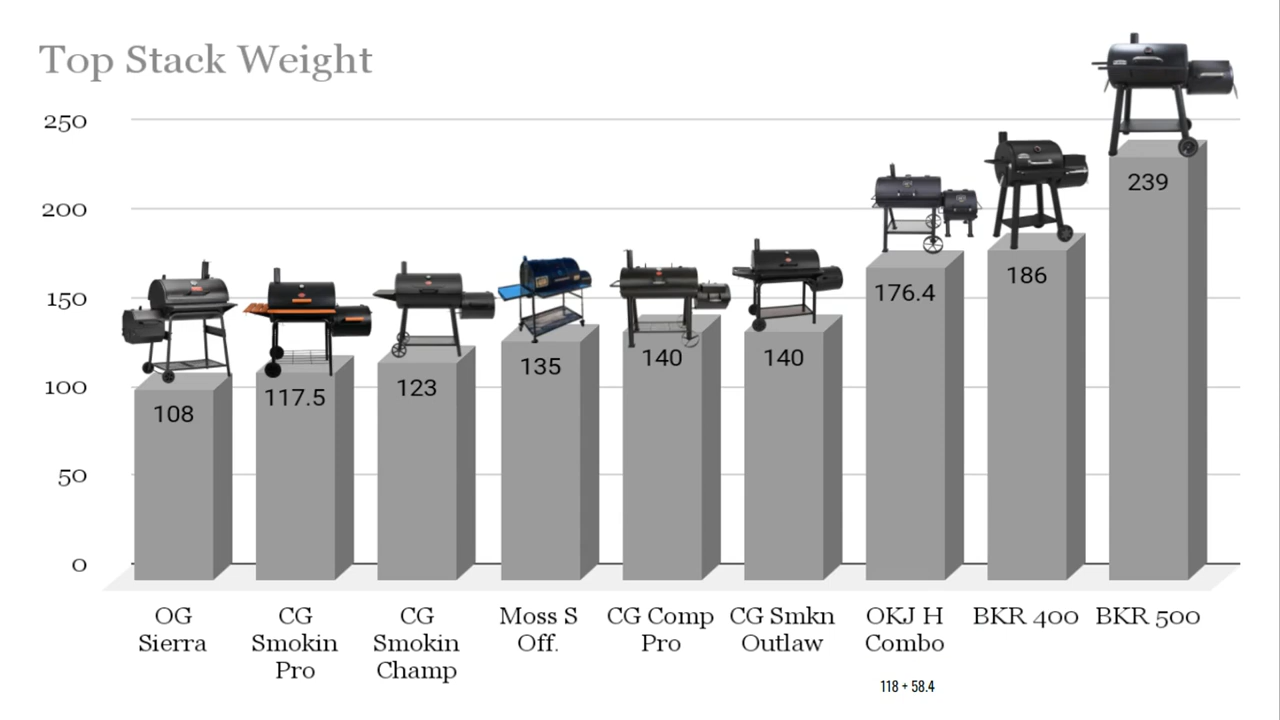 Top Stack Weight
250
200
150
100
50
0
108
117.5
123
135
140
140
176.4
186
239
OG
Sierra
CG
Smokin
Pro
CG
Smokin
Champ
Moss S
Off.
CG Comp
Pro
CG Smkn
Outlaw
OKJ H
Combo
BKR 400
BKR 500
118 + 58.4